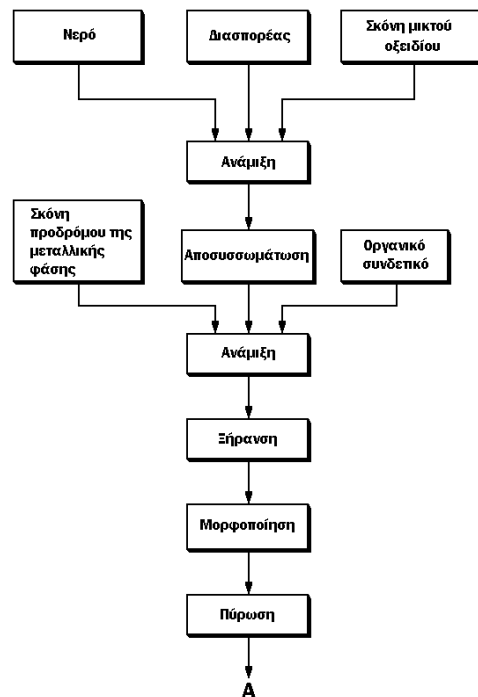 Νερό
Διασπορέας
Σκόνη μικτού
οξειδίου
Ανάμιξη
Σκόνη
προδρόμου της
μεταλλικής
φάσης
Αποσυσσωμάτωση
Οργανικό
συνδετικό
Ανάμιξη
Ξήρανση
Μορφοποίηση
Πύρωση
Α